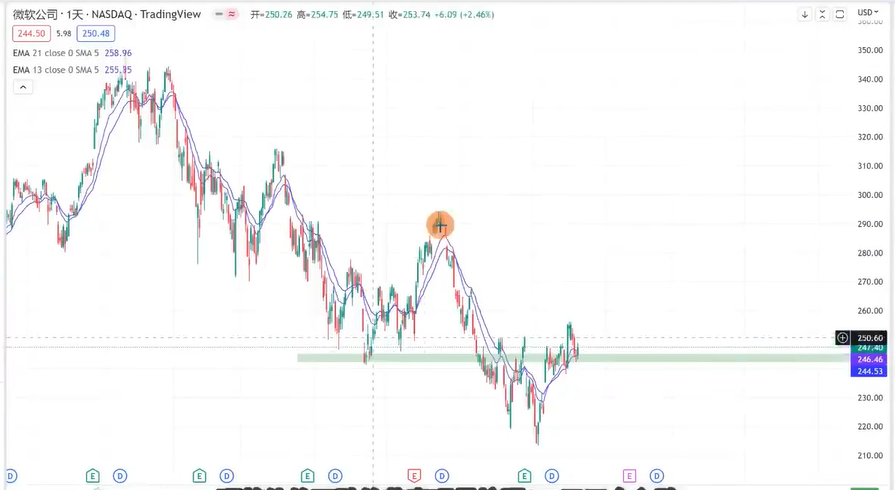 微软公司 · 1天 · NASDAQ · TradingView
开=250.26 高=254.75 低=249.51 收=253.74 +6.09 (+2.46%)
USD
244.50 5.98 250.48
EMA 21 close 0 SMA 5 258.96
EMA 13 close 0 SMA 5
360.00
350.00
340.00
330.00
320.00
310.00
300.00
290.00
280.00
270.00
260.00
250.60
247.40
246.46
244.53
230.00
220.00
210.00
D E D E D E D E D E D E D